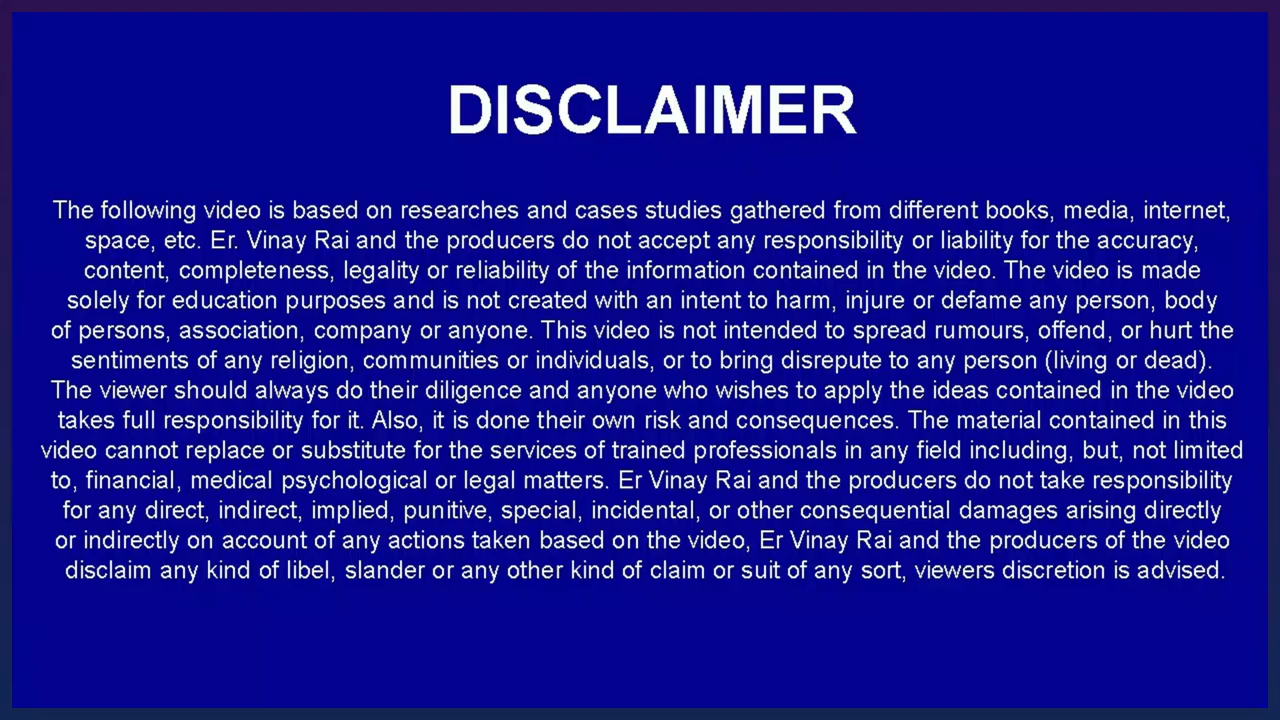 DISCLAIMER
The following video is based on researches and cases studies gathered from different books, media, internet,
space, etc. Er. Vinay Rai and the producers do not accept any responsibility or liability for the accuracy,
content, completeness, legality or reliability of the information contained in the video. The video is made
solely for education purposes and is not created with an intent to harm, injure or defame any person, body
of persons, association, company or anyone. This video is not intended to spread rumours, offend, or hurt the
sentiments of any religion, communities or individuals, or to bring disrepute to any person (living or dead).
The viewer should always do their diligence and anyone who wishes to apply the ideas contained in the video
takes full responsibility for it. Also, it is done their own risk and consequences. The material contained in this
video cannot replace or substitute for the services of trained professionals in any field including, but, not limited
to, financial, medical psychological or legal matters. Er Vinay Rai and the producers do not take responsibility
for any direct, indirect, implied, punitive, special, incidental, or other consequential damages arising directly
or indirectly on account of any actions taken based on the video, Er Vinay Rai and the producers of the video
disclaim any kind of libel, slander or any other kind of claim or suit of any sort, viewers discretion is advised.